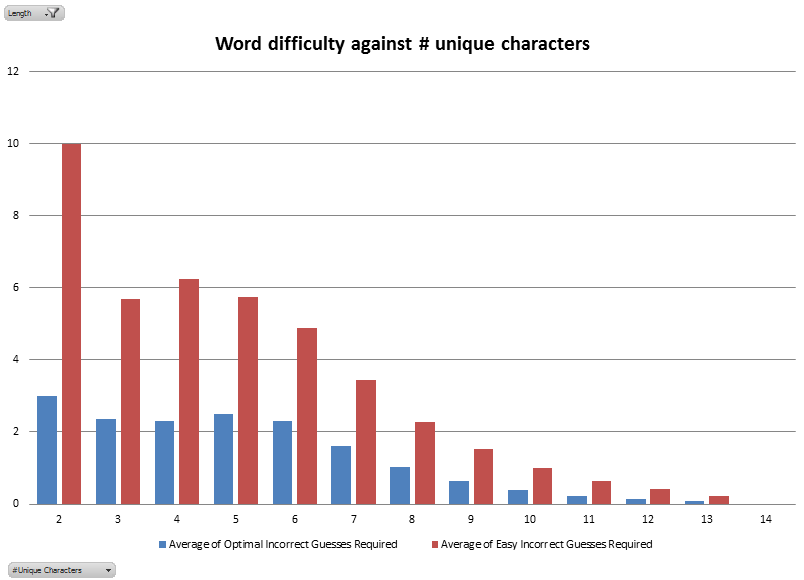 Length
Word difficulty against # unique characters
12
10
8
6
4
2
0
2 3 4 5 6 7 8 9 10 11 12 13 14
Average of Optimal Incorrect Guesses Required Average of Easy Incorrect Guesses Required
#Unique Characters